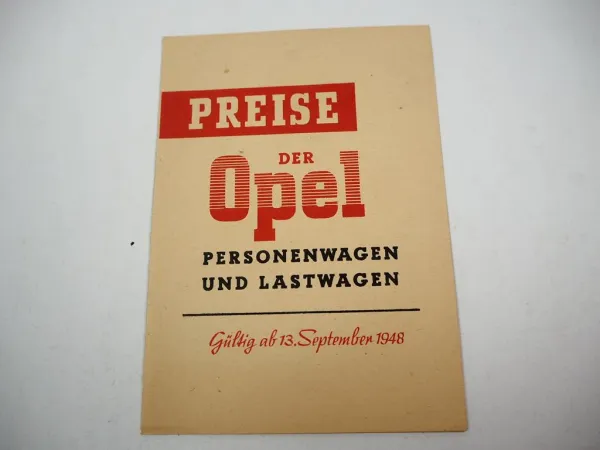 PREISE
DER
Opel
PERSONENWAGEN
UND LASTWAGEN
Gültig ab 13. September 1948